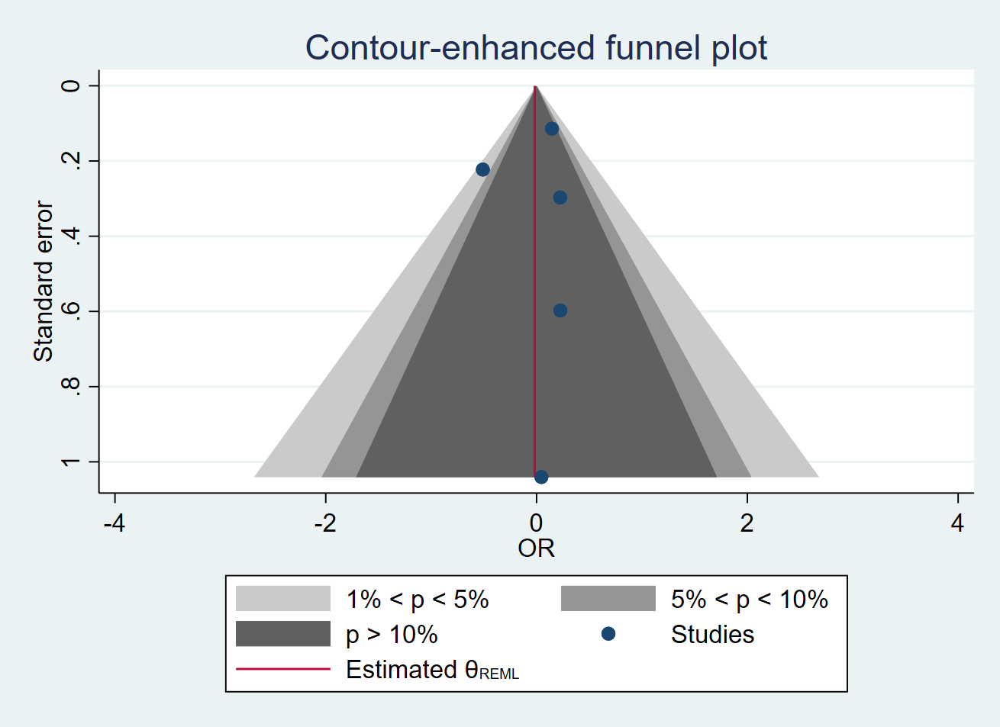 Contour-enhanced funnel plot
Standard error
0
.2
.4
.6
.8
1
-4 -2 0 2 4
OR
1% < p < 5% 5% < p < 10%
p > 10% Studies
Estimated θREML